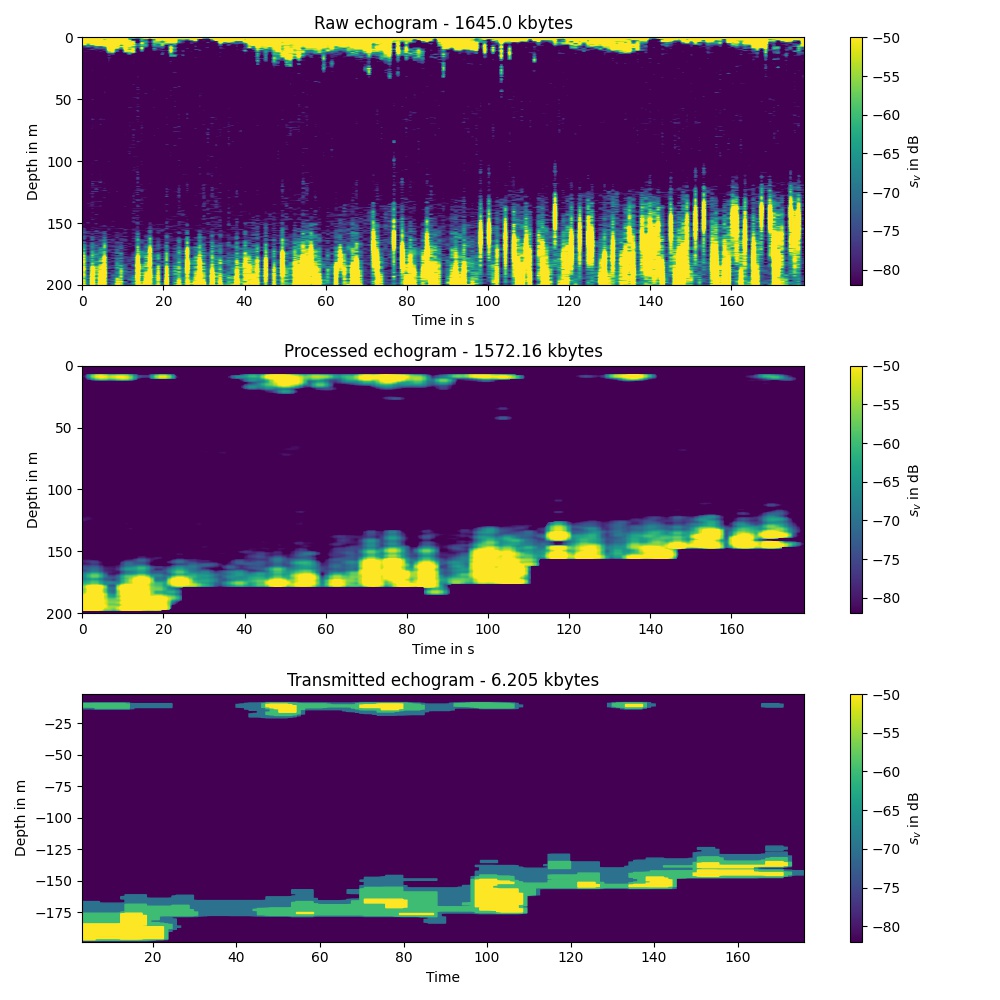 Raw echogram - 1645.0 kbytes
Depth in m
0
50
100
150
200
0 20 40 60 80 100 120 140 160
Time in s
−50
−55
−60
−65
−70
−75
−80
sv in dB
Processed echogram - 1572.16 kbytes
Depth in m
0
50
100
150
200
0 20 40 60 80 100 120 140 160
Time in s
−50
−55
−60
−65
−70
−75
−80
sv in dB
Transmitted echogram - 6.205 kbytes
Depth in m
−25
−50
−75
−100
−125
−150
−175
20 40 60 80 100 120 140 160
Time
−50
−55
−60
−65
−70
−75
−80
sv in dB